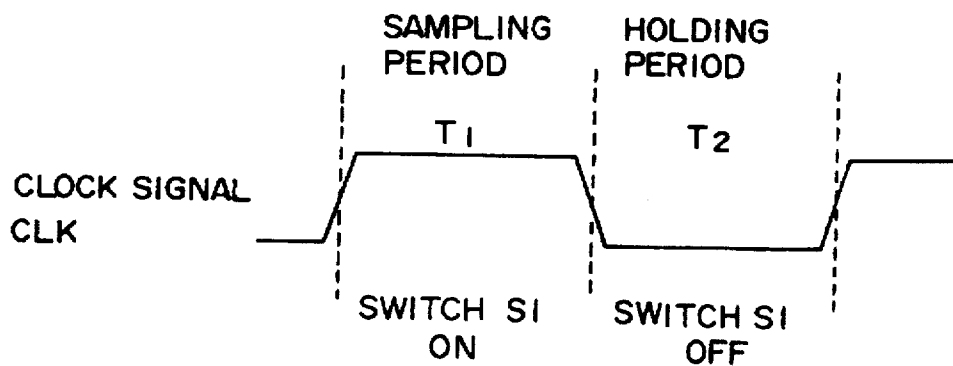 SAMPLING
PERIOD
HOLDING
PERIOD
T1
T2
CLOCK SIGNAL
CLK
SWITCH S1
ON
SWITCH S1
OFF